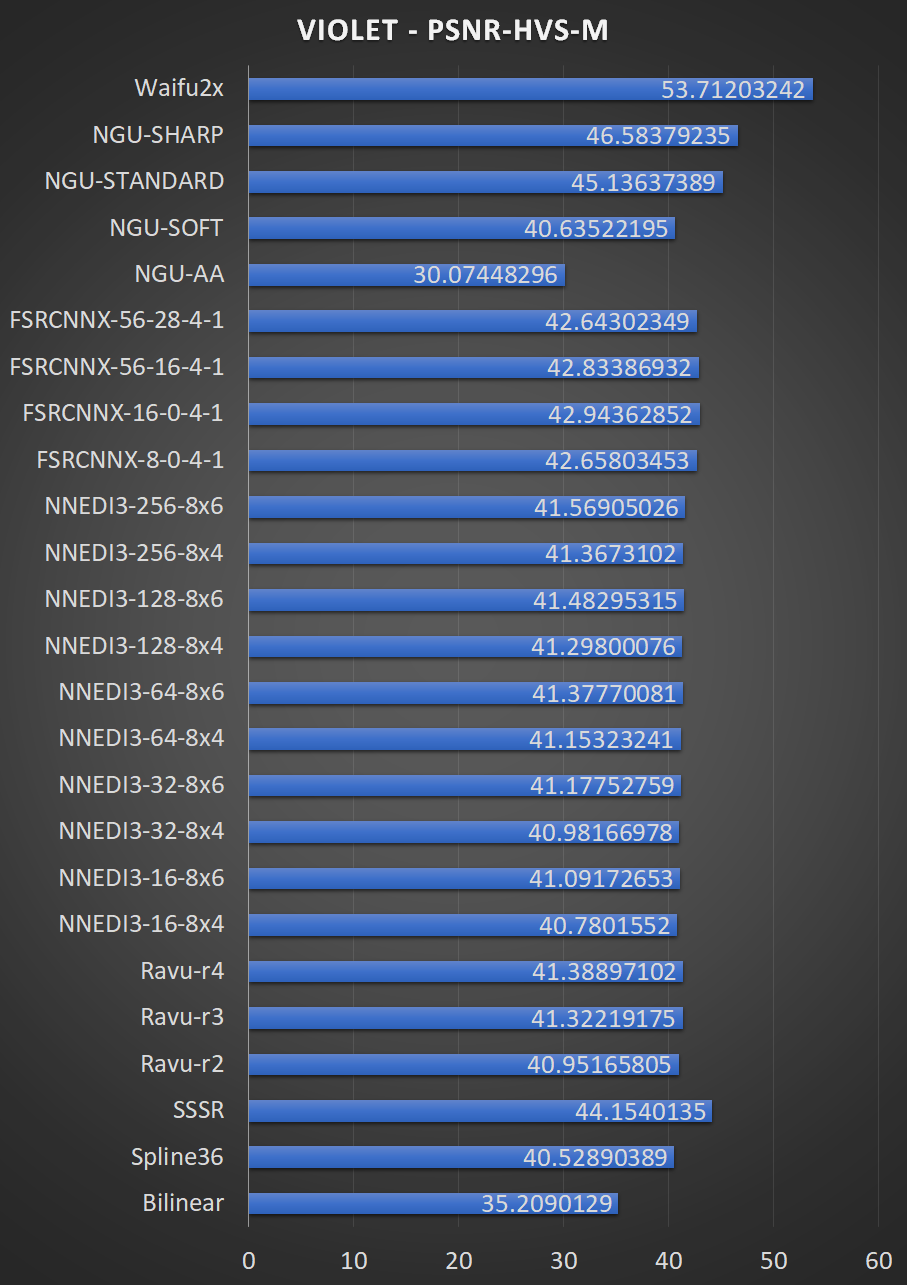 VIOLET - PSNR-HVS-M
Waifu2x 53.71203242
NGU-SHARP 46.58379235
NGU-STANDARD 45.13637389
NGU-SOFT 40.63522195
NGU-AA 30.07448296
FSRCNNX-56-28-4-1 42.64302349
FSRCNNX-56-16-4-1 42.83386932
FSRCNNX-16-0-4-1 42.94362852
FSRCNNX-8-0-4-1 42.65803453
NNEDI3-256-8x6 41.56905026
NNEDI3-256-8x4 41.3673102
NNEDI3-128-8x6 41.48295315
NNEDI3-128-8x4 41.29800076
NNEDI3-64-8x6 41.37770081
NNEDI3-64-8x4 41.15323241
NNEDI3-32-8x6 41.17752759
NNEDI3-32-8x4 40.98166978
NNEDI3-16-8x6 41.09172653
NNEDI3-16-8x4 40.7801552
Ravu-r4 41.38897102
Ravu-r3 41.32219175
Ravu-r2 40.95165805
SSSR 44.1540135
Spline36 40.52890389
Bilinear 35.2090129
0 10 20 30 40 50 60